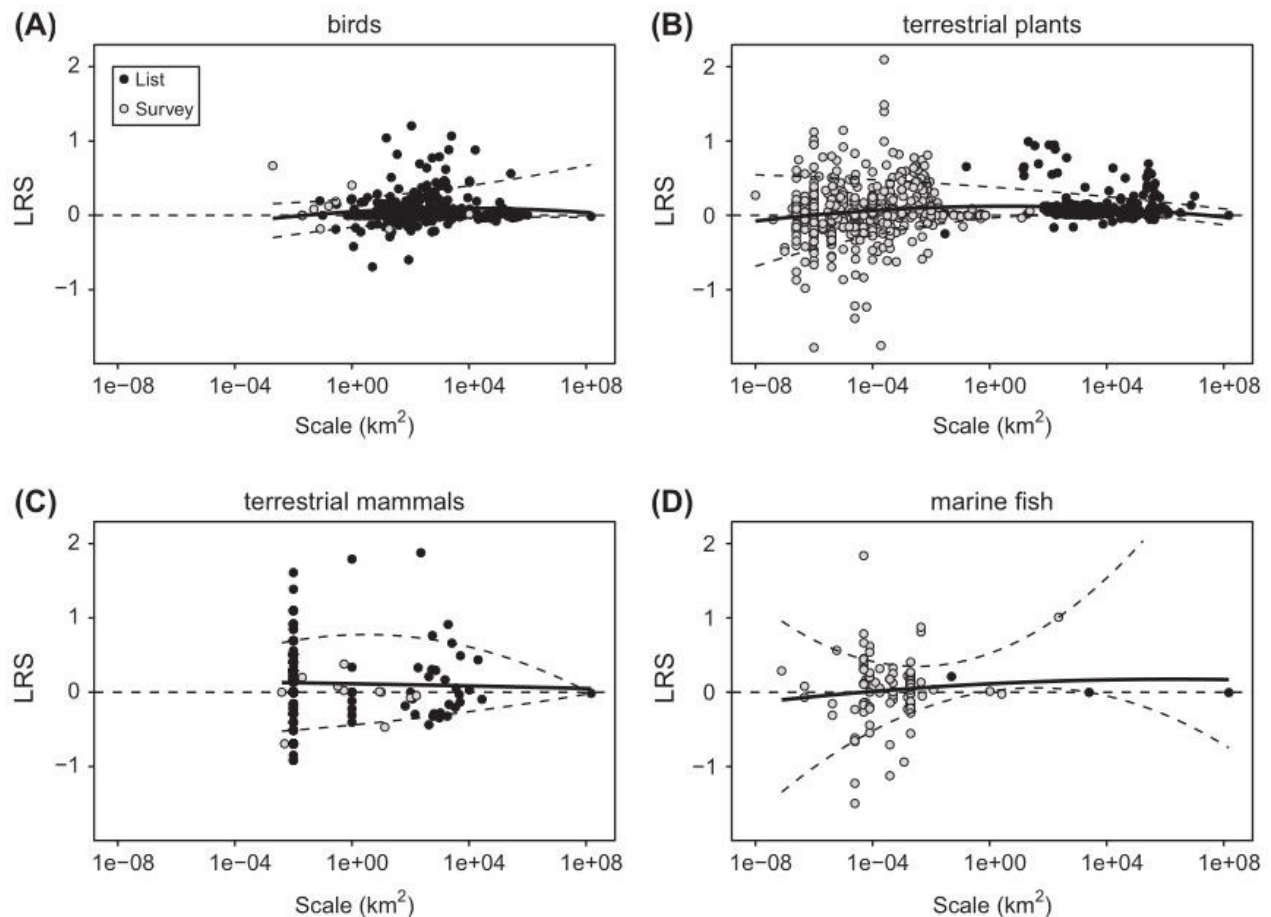 (A) birds
2
1
0
−1
LRS
List
Survey
1e−08 1e−04 1e+00 1e+04 1e+08
Scale (km²)
(B) terrestrial plants
2
1
0
−1
LRS
1e−08 1e−04 1e+00 1e+04 1e+08
Scale (km²)
(C) terrestrial mammals
2
1
0
−1
LRS
1e−08 1e−04 1e+00 1e+04 1e+08
Scale (km²)
(D) marine fish
2
1
0
−1
LRS
1e−08 1e−04 1e+00 1e+04 1e+08
Scale (km²)